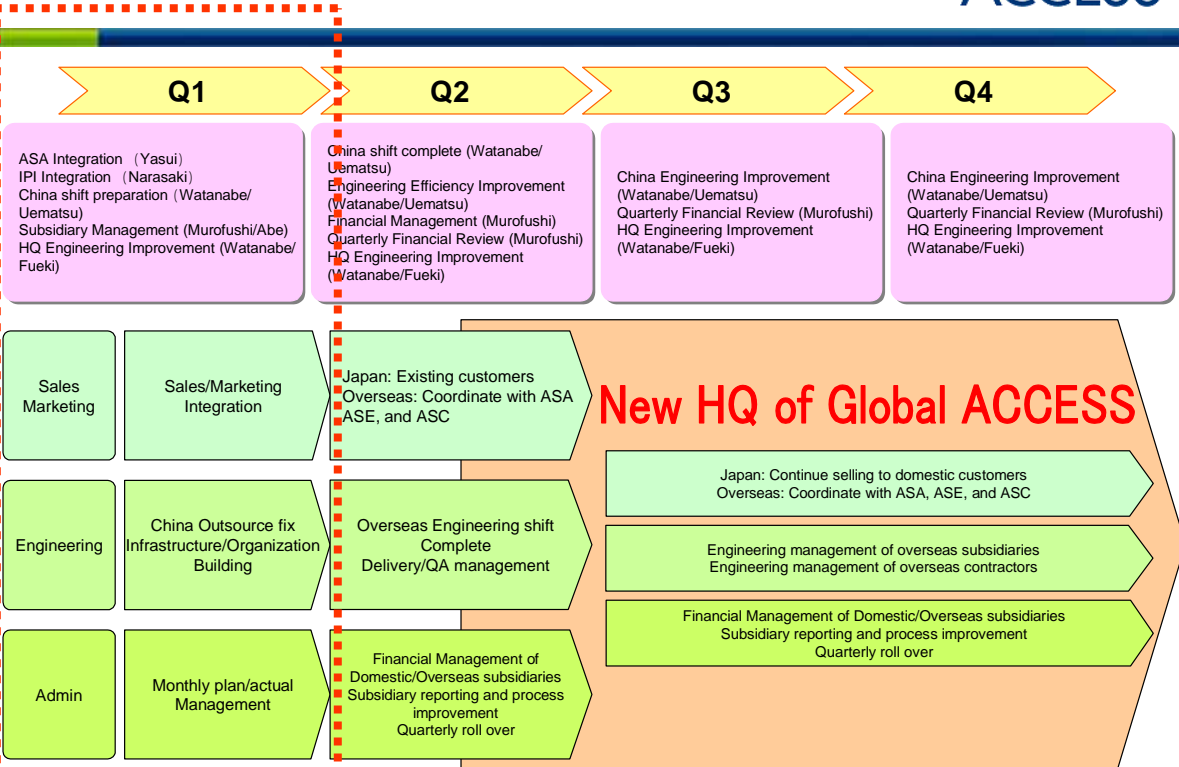 ACCESS
Q1
Q2
Q3
Q4
ASA Integration （Yasui）
IPI Integration （Narasaki）
China shift preparation （Watanabe/
Uematsu)
Subsidiary Management (Murofushi/Abe)
HQ Engineering Improvement (Watanabe/
Fueki)
China shift complete (Watanabe/
Uematsu)
Engineering Efficiency Improvement
(Watanabe/Uematsu)
Financial Management (Murofushi)
Quarterly Financial Review (Murofushi)
HQ Engineering Improvement
(Watanabe/Fueki)
China Engineering Improvement
(Watanabe/Uematsu)
Quarterly Financial Review (Murofushi)
HQ Engineering Improvement
(Watanabe/Fueki)
China Engineering Improvement
(Watanabe/Uematsu)
Quarterly Financial Review (Murofushi)
HQ Engineering Improvement
(Watanabe/Fueki)
Sales
Marketing
Sales/Marketing
Integration
Japan: Existing customers
Overseas: Coordinate with ASA
ASE, and ASC
New HQ of Global ACCESS
Japan: Continue selling to domestic customers
Overseas: Coordinate with ASA, ASE, and ASC
Engineering
China Outsource fix
Infrastructure/Organization
Building
Overseas Engineering shift
Complete
Delivery/QA management
Engineering management of overseas subsidiaries
Engineering management of overseas contractors
Financial Management of Domestic/Overseas subsidiaries
Subsidiary reporting and process improvement
Quarterly roll over
Admin
Monthly plan/actual
Management
Financial Management of
Domestic/Overseas subsidiaries
Subsidiary reporting and process
improvement
Quarterly roll over